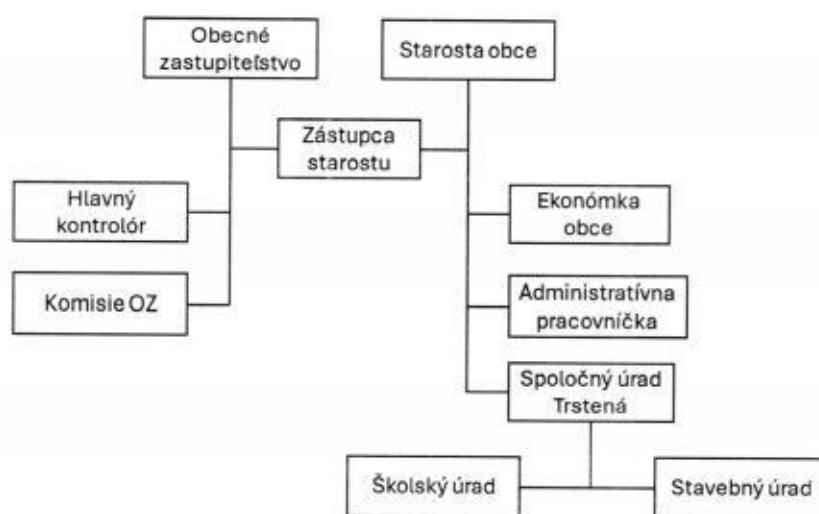 Obecné
zastupiteľstvo
Starosta obce
Zástupca
starostu
Hlavný
kontrolór
Ekonómka
obce
Komisie OZ
Administratívna
pracovníčka
Spoločný úrad
Trstená
Školský úrad
Stavebný úrad